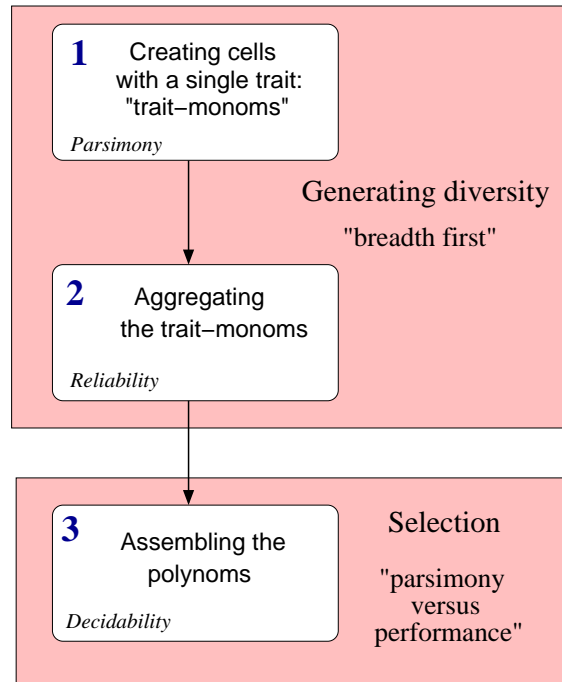 1 Creating cells
with a single trait:
"trait−monoms"
Parsimony
Generating diversity
"breadth first"
2 Aggregating
the trait−monoms
Reliability
3 Assembling the
polynoms
Decidability
Selection
"parsimony
versus
performance"